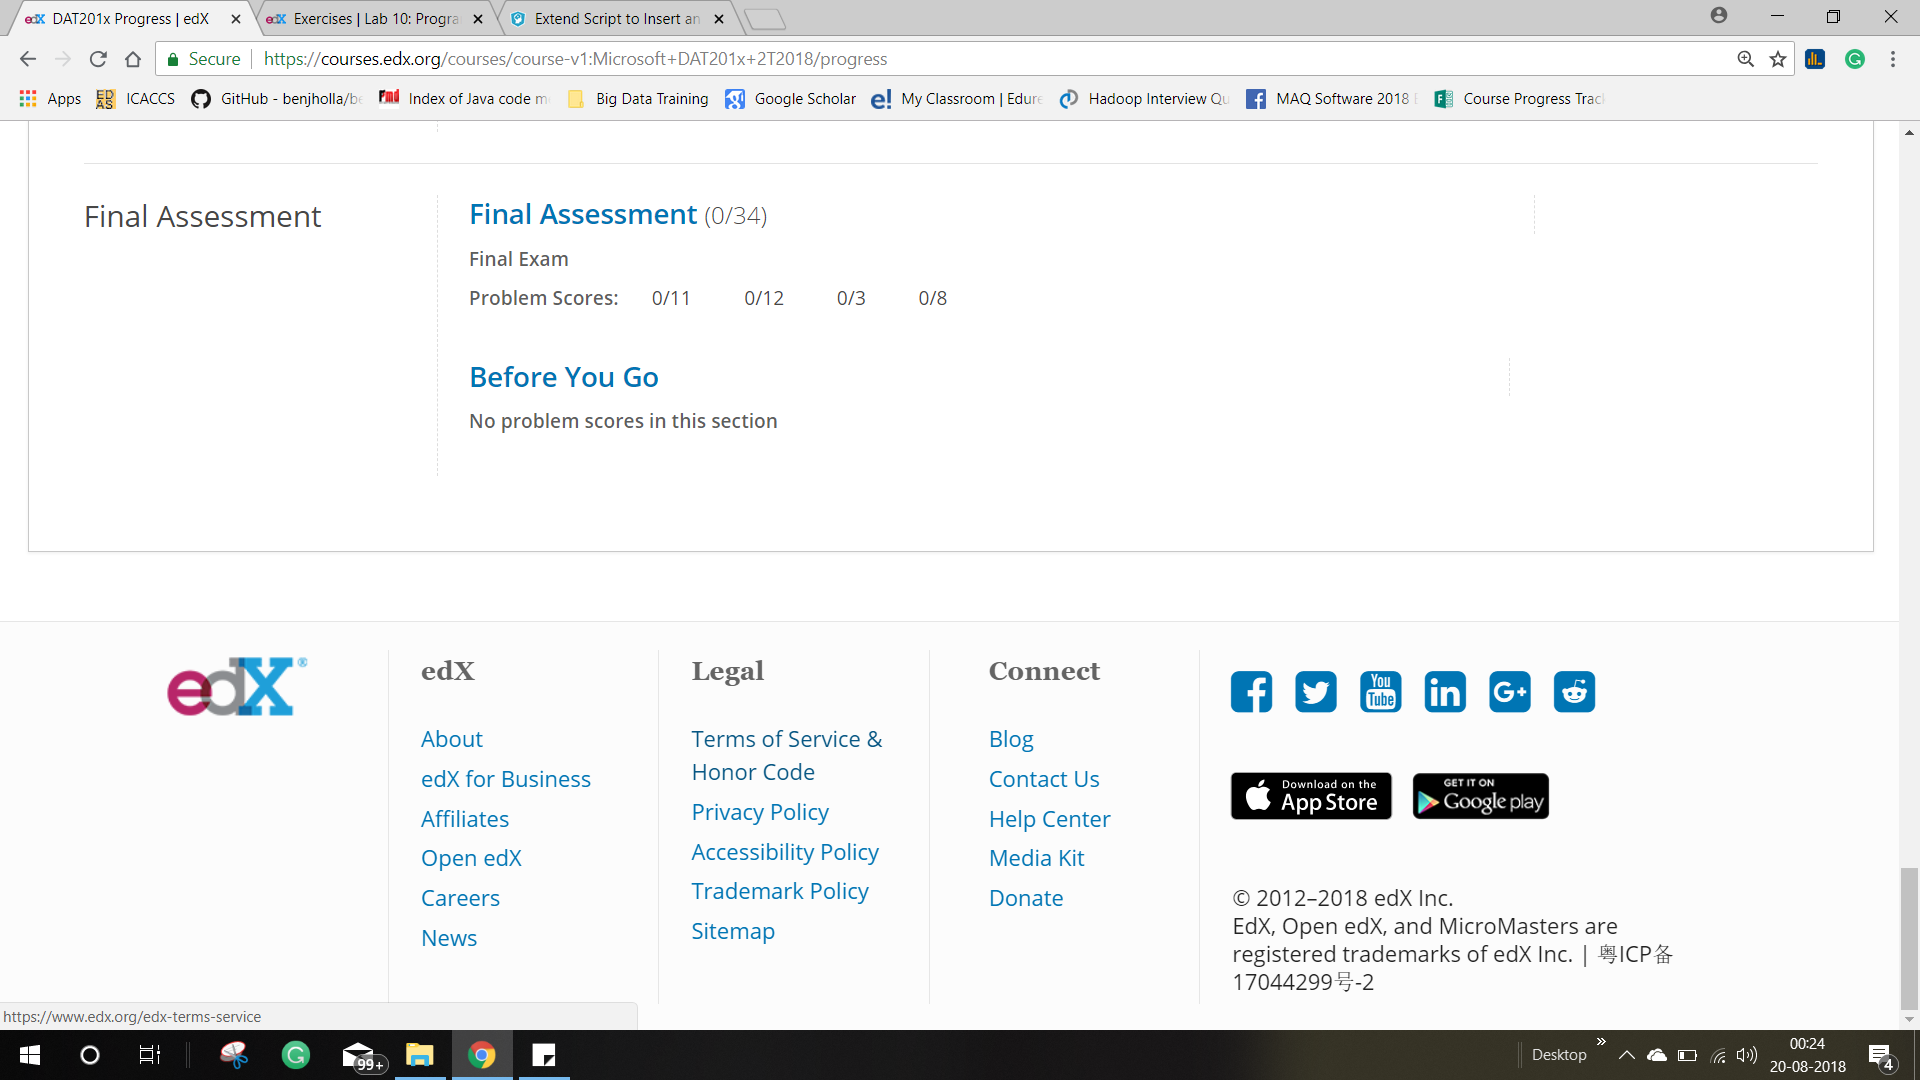 DAT201x Progress | edX
Exercises | Lab 10: Progra
Extend Script to Insert an
Secure
https://courses.edx.org/courses/course-v1:Microsoft+DAT201x+2T2018/progress
Apps
ED AS
ICACCS
GitHub - benjholla/be
Fmd
Index of Java code m
Big Data Training
Google Scholar
e!
My Classroom | Edure
Hadoop Interview Qu
MAQ Software 2018 E
Course Progress Trac
Final Assessment
Final Assessment (0/34)
Final Exam
Problem Scores: 0/11 0/12 0/3 0/8
Before You Go
No problem scores in this section
edX®
edX
About
edX for Business
Affiliates
Open edX
Careers
News
Legal
Terms of Service &
Honor Code
Privacy Policy
Accessibility Policy
Trademark Policy
Sitemap
Connect
Blog
Contact Us
Help Center
Media Kit
Donate
You
Tube
in
G+
Download on the
App Store
GET IT ON
Google play
© 2012–2018 edX Inc.
EdX, Open edX, and MicroMasters are
registered trademarks of edX Inc. | 粤ICP备
17044299号-2
https://www.edx.org/edx-terms-service
99+
Desktop
00:24
20-08-2018
4